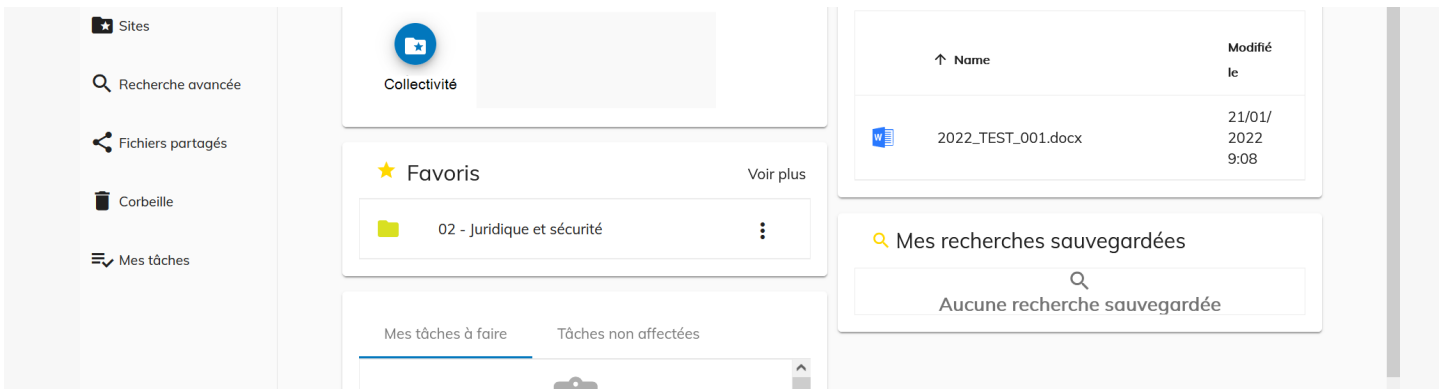 Sites
Recherche avancée
Fichiers partagés
Corbeille
Mes tâches
Collectivité
Favoris
Voir plus
02 - Juridique et sécurité
Mes tâches à faire
Tâches non affectées
Name
Modifié
le
2022_TEST_001.docx
21/01/
2022
9:08
Mes recherches sauvegardées
Aucune recherche sauvegardée